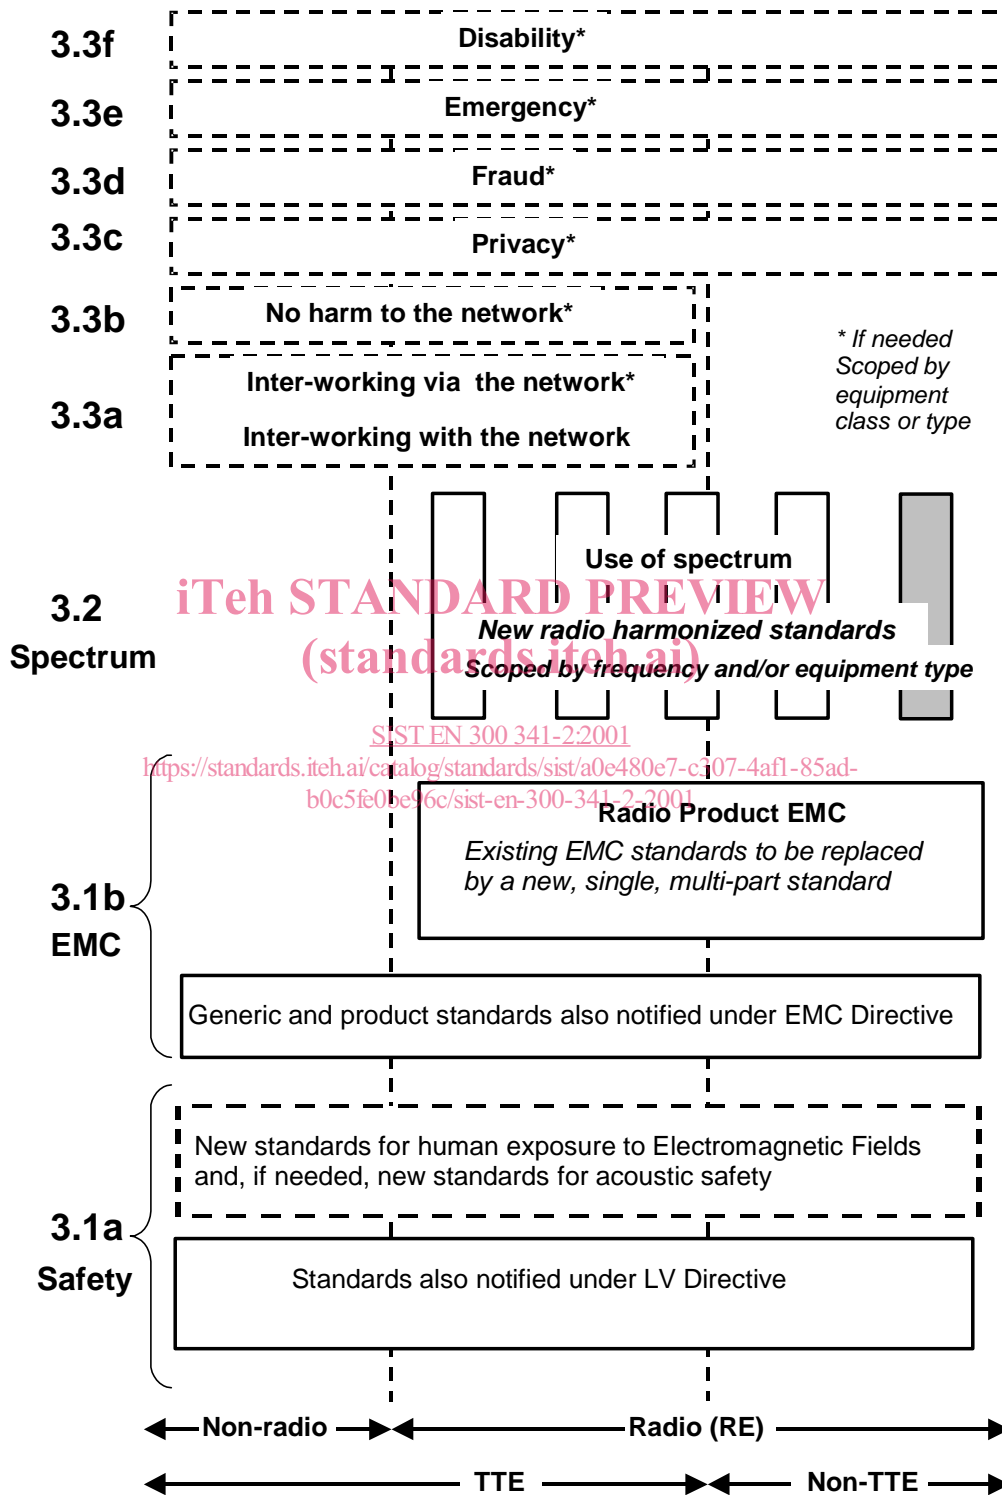 3.3f
Disability*
3.3e
Emergency*
3.3d
Fraud*
3.3c
Privacy*
3.3b
No harm to the network*
* If needed
Scoped by
equipment
class or type
3.3a
Inter-working via the network*
Inter-working with the network
Use of spectrum
iTeh STANDARD PREVIEW
3.2
Spectrum
New radio harmonized standards
(standards.iteh.ai)
Scoped by frequency and/or equipment type
SIST EN 300 341-2:2001
https://standards.iteh.ai/catalog/standards/sist/a0e480e7-c307-4af1-85ad-
b0c5fe0be96c/sist-en-300-341-2-2001
Radio Product EMC
Existing EMC standards to be replaced
by a new, single, multi-part standard
3.1b
EMC
Generic and product standards also notified under EMC Directive
New standards for human exposure to Electromagnetic Fields
and, if needed, new standards for acoustic safety
3.1a
Safety
Standards also notified under LV Directive
Non-radio
Radio (RE)
TTE
Non-TTE